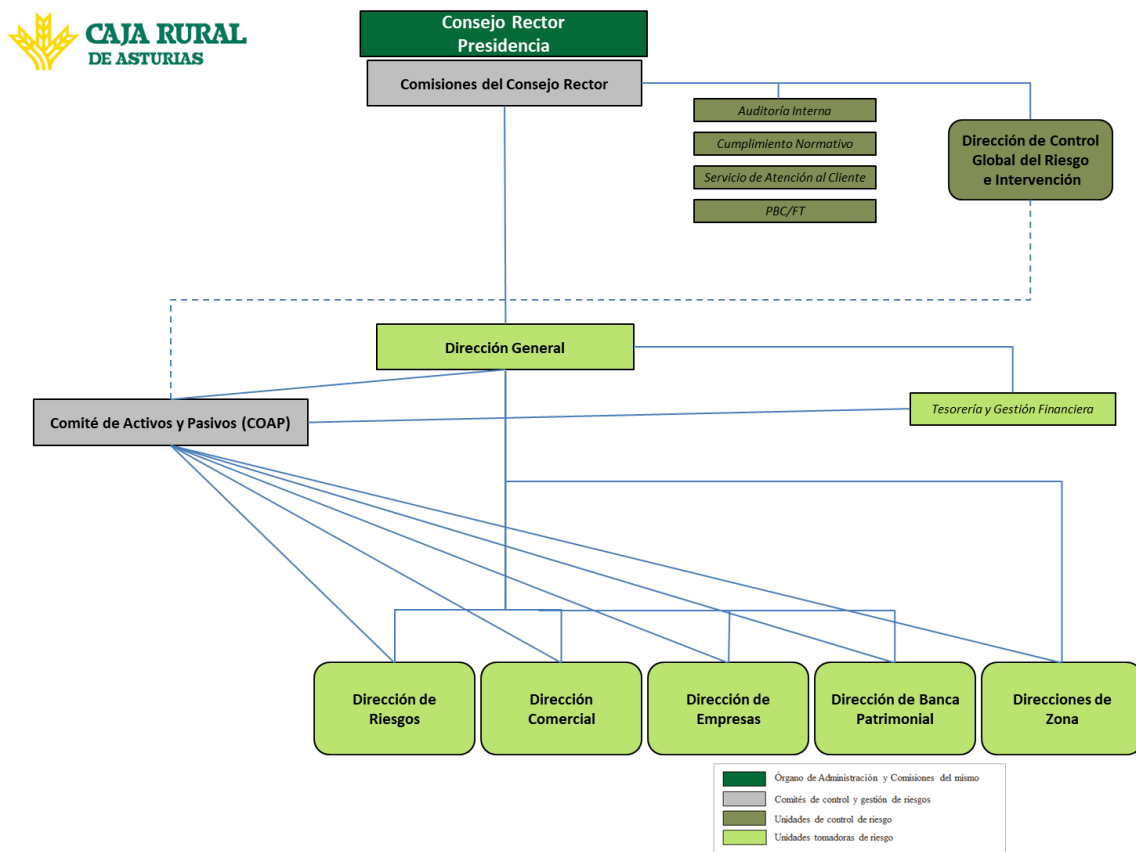 CAJA RURAL
DE ASTURIAS
Consejo Rector
Presidencia
Comisiones del Consejo Rector
Auditoría Interna
Cumplimiento Normativo
Servicio de Atención al Cliente
PBC/FT
Dirección de Control
Global del Riesgo
e Intervención
Dirección General
Comité de Activos y Pasivos (COAP)
Tesorería y Gestión Financiera
Dirección de
Riesgos
Dirección
Comercial
Dirección de
Empresas
Dirección de Banca
Patrimonial
Direcciones de
Zona
Órgano de Administración y Comisiones del mismo
Comités de control y gestión de riesgos
Unidades de control de riesgo
Unidades tomadoras de riesgo